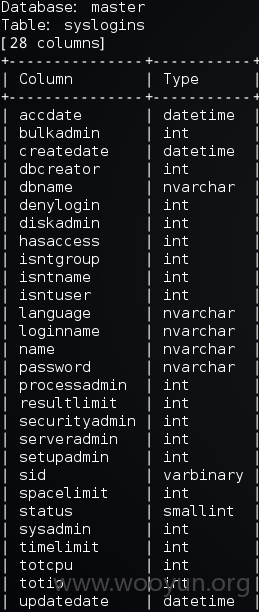 Database: master
Table: syslogins
[28 columns]
+---------------+-----------+
| Column | Type
+---------------+-----------+
| accdate | datetime
| bulkadmin | int
| createdate | datetime
| dbcreator | int
| dbname | nvarchar
| denylogin | int
| diskadmin | int
| hasaccess | int
| isntgroup | int
| isntname | int
| isntuser | int
| language | nvarchar
| loginname | nvarchar
| name | nvarchar
| password | nvarchar
| processadmin | int
| resultlimit | int
| securityadmin | int
| serveradmin | int
| setupadmin | int
| sid | varbinary
| spacelimit | int
| status | smallint
| sysadmin | int
| timelimit | int
| totcpu | int
| totio | int
www.wooyun.org
| updatedate | datetime